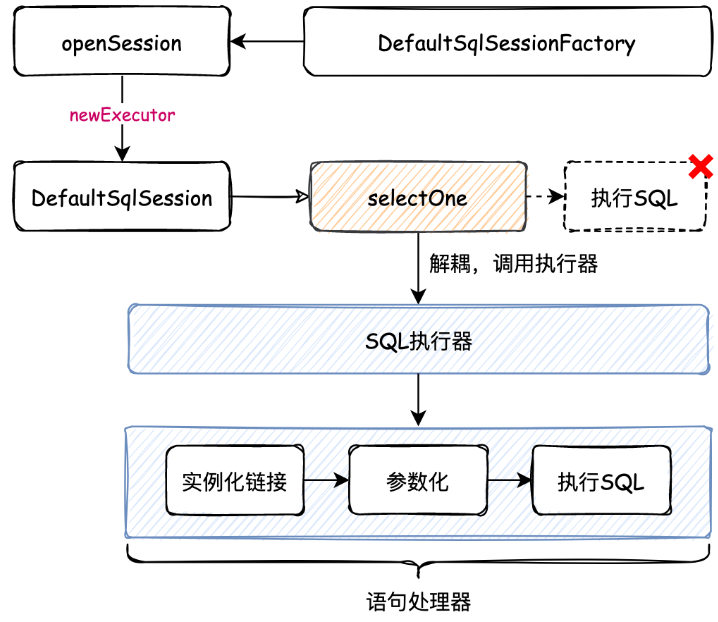 openSession
DefaultSqlSessionFactory
newExecutor
DefaultSqlSession
selectOne
执行SQL
解耦，调用执行器
SQL执行器
实例化链接
参数化
执行SQL
语句处理器